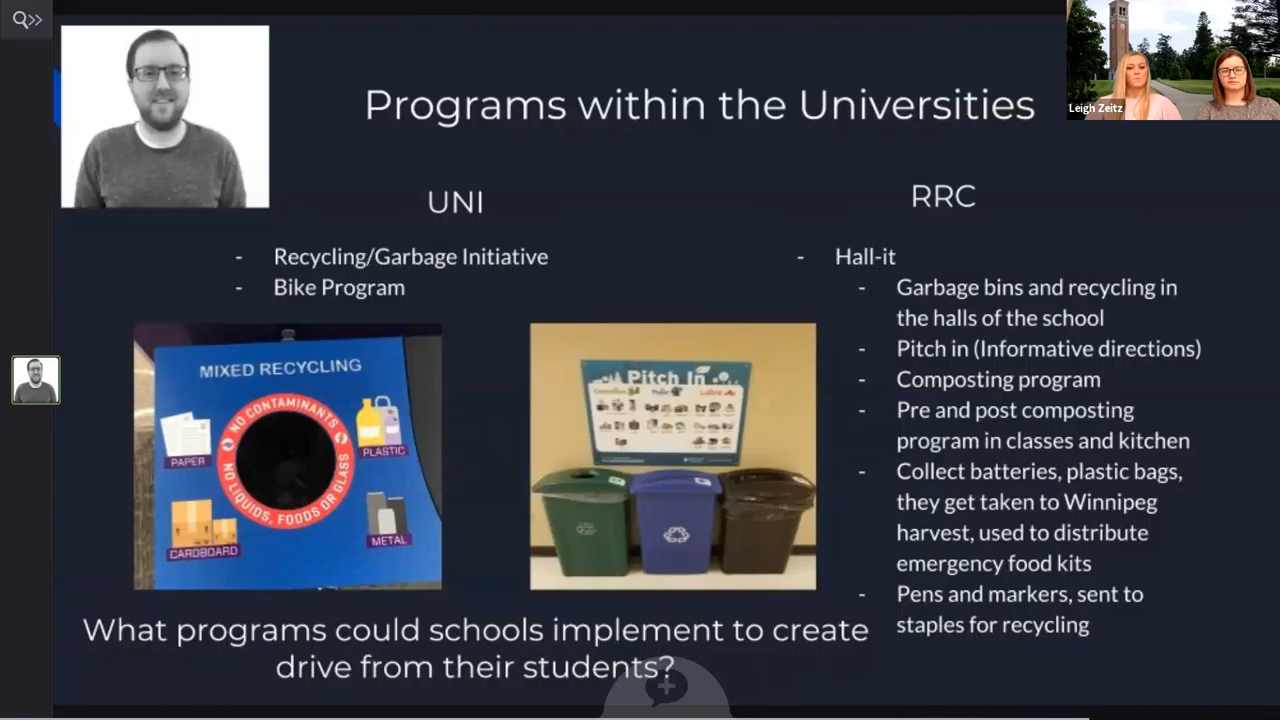 Programs within the Universities
Leigh Zeitz
UNI
- Recycling/Garbage Initiative
- Bike Program
MIXED RECYCLING
NO CONTAMINANTS
NO LIQUIDS, FOODS OR GLASS
PAPER
PLASTIC
CARDBOARD
METAL
Pitch In
What programs could schools implement to create
drive from their students?
RRC
- Hall-it
- Garbage bins and recycling in
the halls of the school
- Pitch in (Informative directions)
- Composting program
- Pre and post composting
program in classes and kitchen
- Collect batteries, plastic bags,
they get taken to Winnipeg
harvest, used to distribute
emergency food kits
- Pens and markers, sent to
staples for recycling